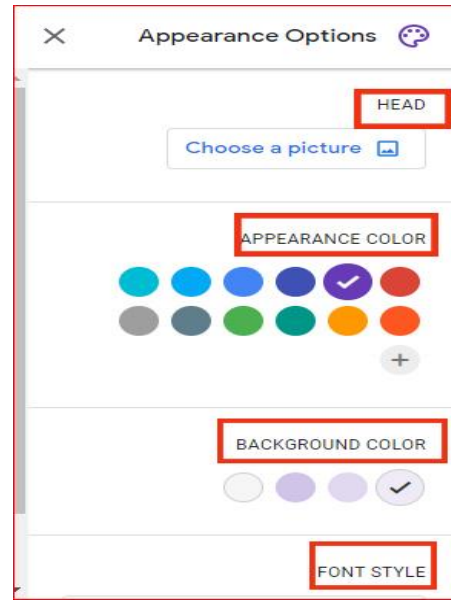 Appearance Options
HEAD
Choose a picture
APPEARANCE COLOR
BACKGROUND COLOR
FONT STYLE